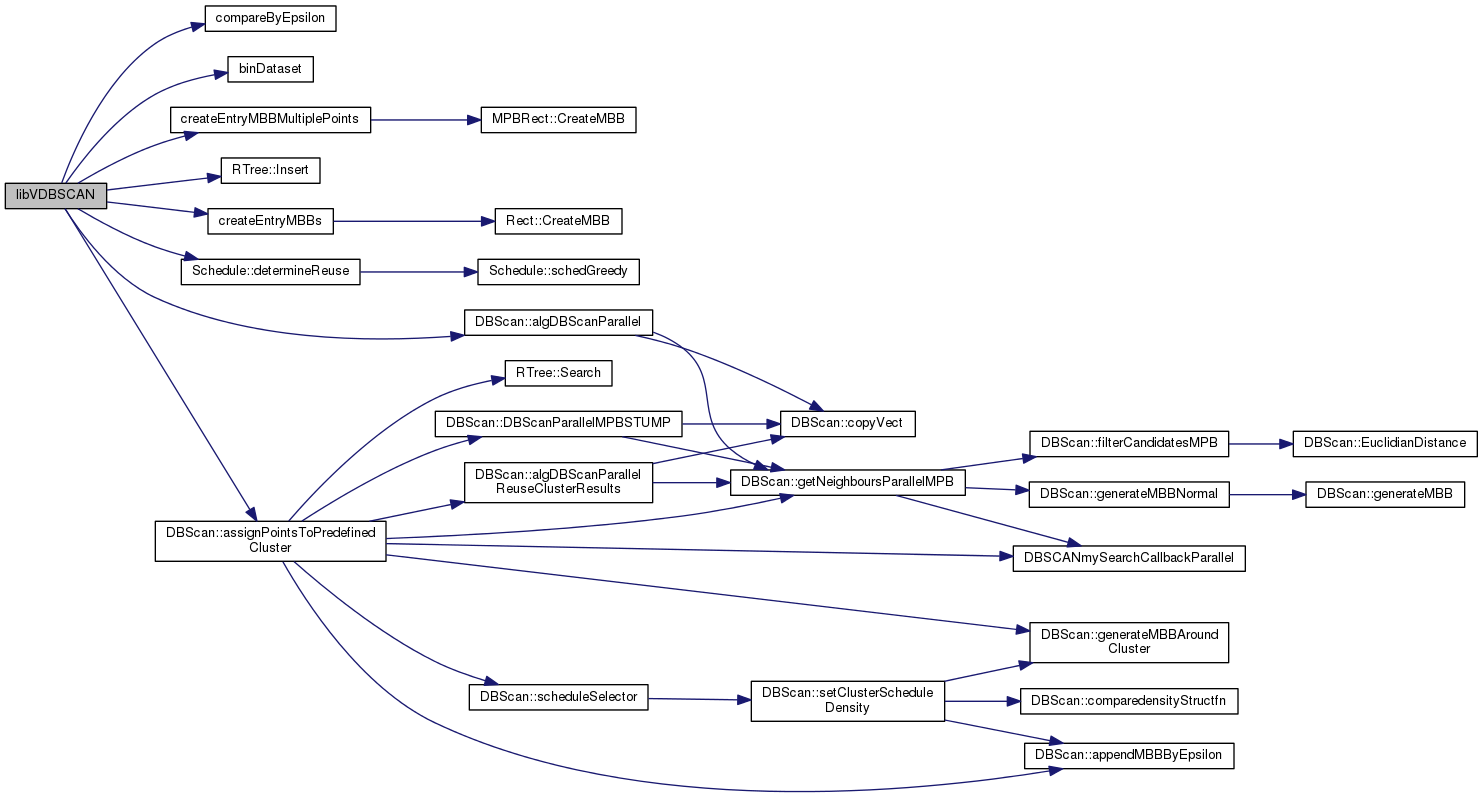 compareByEpsilon
binDataset
createEntryMBBMultiplePoints
MPBRect::CreateMBB
RTree::Insert
libVDBSCAN
createEntryMBBs
Rect::CreateMBB
Schedule::determineReuse
Schedule::schedGreedy
DBScan::algDBScanParallel
RTree::Search
DBScan::DBScanParallelMPBSTUMP
DBScan::copyVect
DBScan::filterCandidatesMPB
DBScan::EuclidianDistance
DBScan::algDBScanParallel
ReuseClusterResults
DBScan::getNeighboursParallelMPB
DBScan::generateMBBNormal
DBScan::generateMBB
DBScan::assignPointsToPredefined
Cluster
DBSCANmySearchCallbackParallel
DBScan::generateMBBAround
Cluster
DBScan::scheduleSelector
DBScan::setClusterSchedule
Density
DBScan::comparedensityStructfn
DBScan::appendMBBByEpsilon